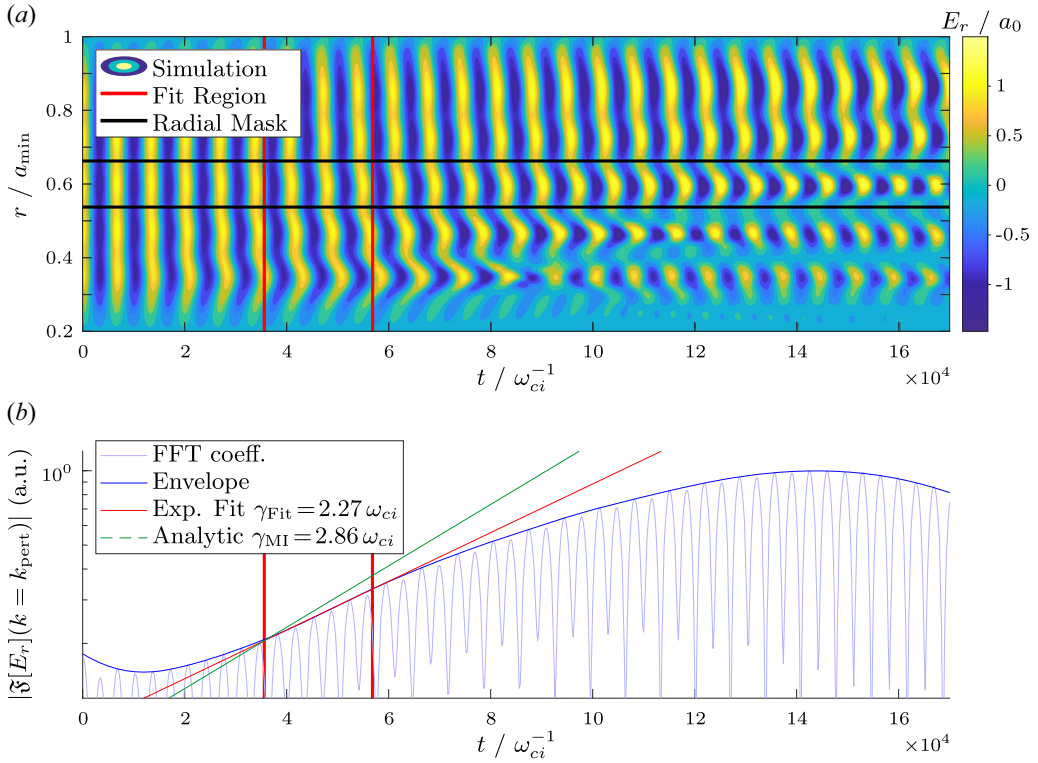 (a)
E_r / a_0
Simulation
Fit Region
Radial Mask
r / a_min
1
0.8
0.6
0.4
0.2
1
0.5
0
-0.5
-1
0 2 4 6 8 10 12 14 16
t / ω_ci^−1
×10^4
(b)
FFT coeff.
Envelope
Exp. Fit γ_Fit = 2.27 ω_ci
Analytic γ_MI = 2.86 ω_ci
|𝔉[E_r](k = k_pert)| (a.u.)
10^0
0 2 4 6 8 10 12 14 16
t / ω_ci^−1
×10^4